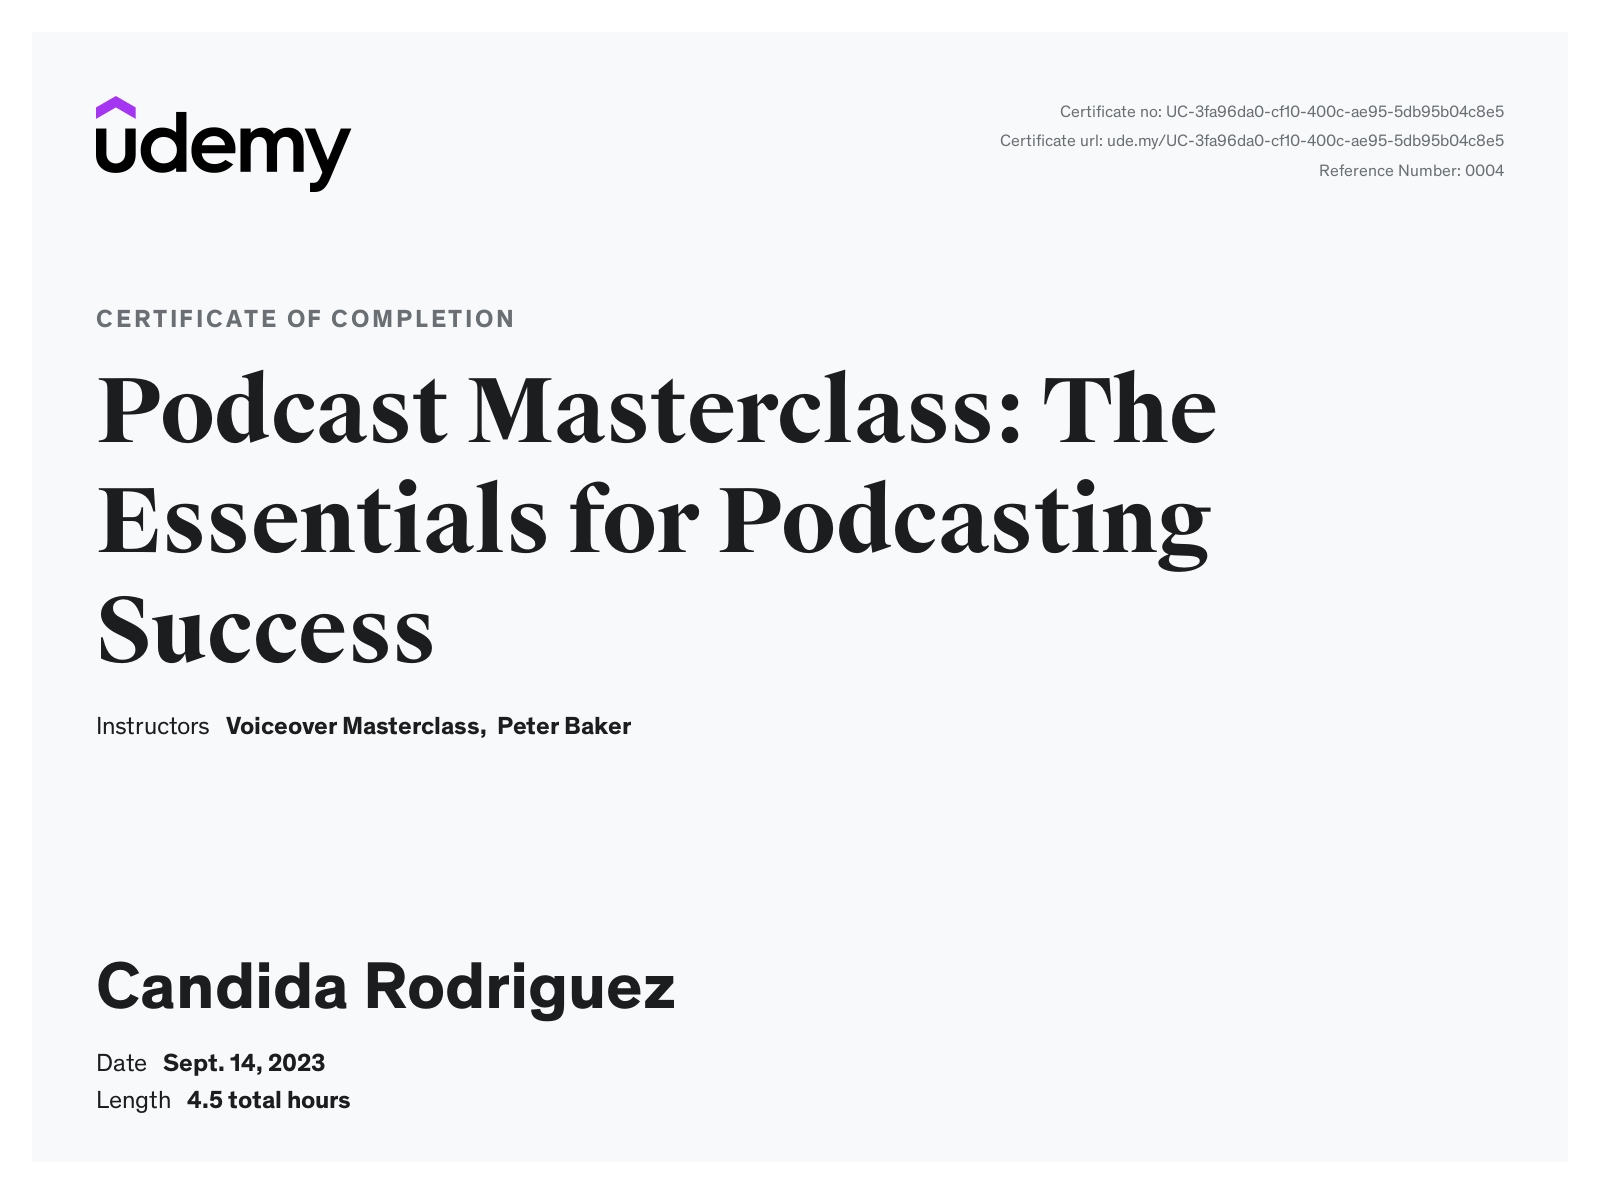 udemy
Certificate no: UC-3fa96da0-cf10-400c-ae95-5db95b04c8e5
Certificate url: ude.my/UC-3fa96da0-cf10-400c-ae95-5db95b04c8e5
Reference Number: 0004
CERTIFICATE OF COMPLETION
Podcast Masterclass: The
Essentials for Podcasting
Success
Instructors Voiceover Masterclass, Peter Baker
Candida Rodriguez
Date Sept. 14, 2023
Length 4.5 total hours